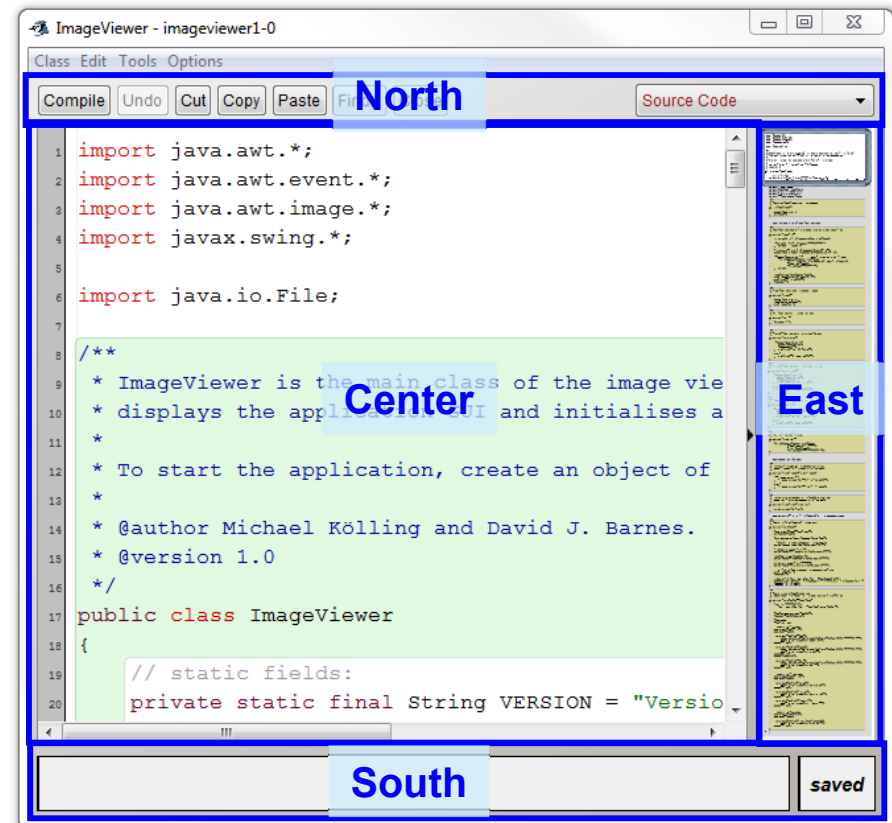 ImageViewer - imageviewer1-0
Class Edit Tools Options
Compile Undo Cut Copy Paste Find... Close Source Code
North
1 import java.awt.*;
2 import java.awt.event.*;
3 import java.awt.image.*;
4 import javax.swing.*;
5
6 import java.io.File;
7
8 /**
9 * ImageViewer is the main class of the image vie
10 * displays the application GUI and initialises a
11 *
12 * To start the application, create an object of
13 *
14 * @author Michael Kölling and David J. Barnes.
15 * @version 1.0
16 */
17 public class ImageViewer
18 {
19 // static fields:
20 private static final String VERSION = "Versio
Center
East
South
saved